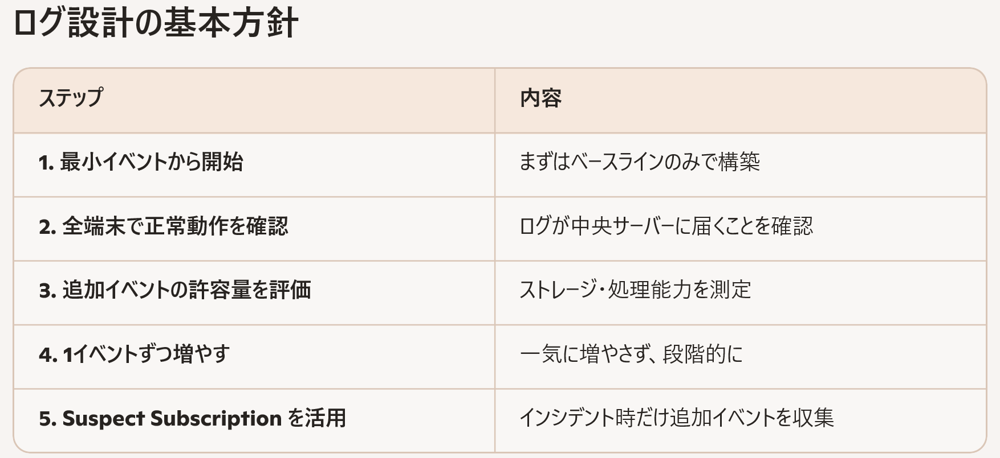 ログ設計の基本方針
ステップ
内容
1. 最小イベントから開始
まずはベースラインのみで構築
2. 全端末で正常動作を確認
ログが中央サーバーに届くことを確認
3. 追加イベントの許容量を評価
ストレージ・処理能力を測定
4. 1イベントずつ増やす
一気に増やさず、段階的に
5. Suspect Subscription を活用
インシデント時だけ追加イベントを収集